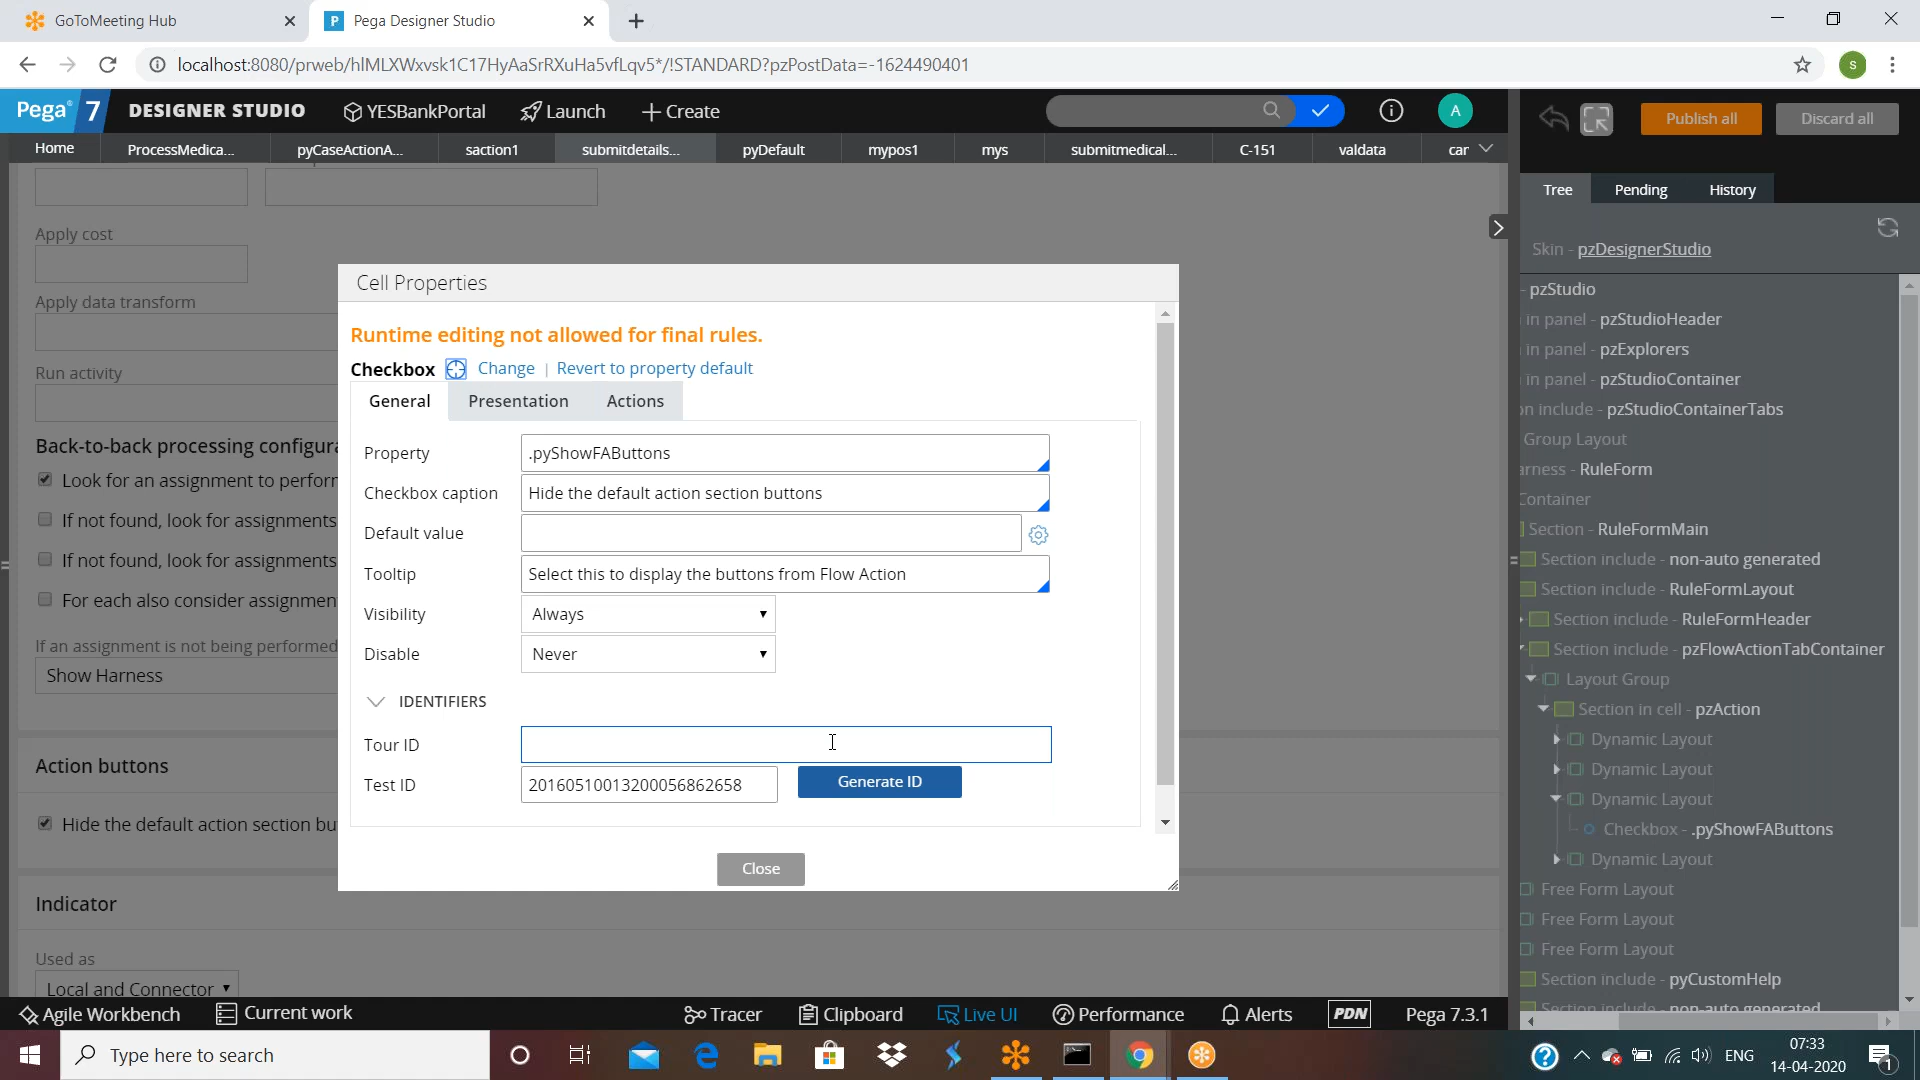 GoToMeeting Hub
Pega Designer Studio
localhost:8080/prweb/hIMLXWxvsk1C17HyAaSrRXuHa5vfLqv5*/!STANDARD?pzPostData=-1624490401
S
Pega 7 DESIGNER STUDIO YESBankPortal Launch Create
A
Publish all
Discard all
Home ProcessMedica... pyCaseActionA... saction1 submitdetails... pyDefault mypos1 mys submitmedical... C-151 valdata car
Tree Pending History
Skin - pzDesignerStudio
Apply cost
Apply data transform
Run activity
Back-to-back processing configura
Look for an assignment to perforr
If not found, look for assignments
If not found, look for assignments
For each also consider assignmen
If an assignment is not being performed
Show Harness
Action buttons
Hide the default action section bu
Indicator
Used as
Local and Connector
Cell Properties
Runtime editing not allowed for final rules.
Checkbox Change | Revert to property default
General Presentation Actions
Property .pyShowFAButtons
Checkbox caption Hide the default action section buttons
Default value
Tooltip Select this to display the buttons from Flow Action
Visibility Always
Disable Never
IDENTIFIERS
Tour ID
Test ID 20160510013200056862658 Generate ID
Close
- pzStudio
in panel - pzStudioHeader
in panel - pzExplorers
in panel - pzStudioContainer
on include - pzStudioContainerTabs
Group Layout
arness - RuleForm
Container
Section - RuleFormMain
Section include - non-auto generated
Section include - RuleFormLayout
Section include - RuleFormHeader
Section include - pzFlowActionTabContainer
Layout Group
Section in cell - pzAction
Dynamic Layout
Dynamic Layout
Dynamic Layout
Checkbox - .pyShowFAButtons
Dynamic Layout
Free Form Layout
Free Form Layout
Free Form Layout
Section include - pyCustomHelp
Section include - non-auto generated
Agile Workbench Current work Tracer Clipboard Live UI Performance Alerts PDN Pega 7.3.1
Type here to search
ENG
07:33
14-04-2020
1